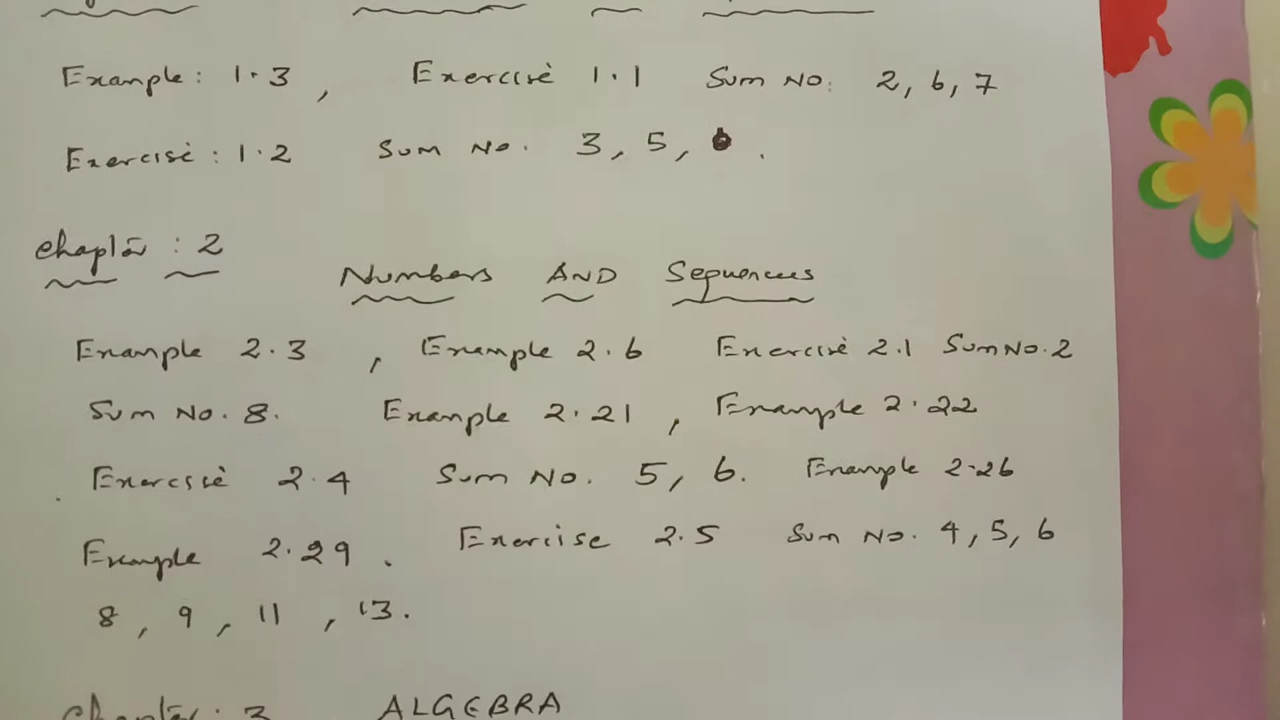 Example: 1.3 , Exercise 1.1 Sum No: 2, 6, 7
Exercise: 1.2 Sum No. 3, 5, 6 .
Chapter : 2
Numbers AND Sequences
Example 2.3 , Example 2.6 Exercise 2.1 Sum No. 2
Sum No. 8. Example 2.21 , Example 2.22
Exercise 2.4 Sum No. 5, 6. Example 2.26
Example 2.29 . Exercise 2.5 Sum No. 4, 5, 6
8 , 9 , 11 , 13.
Chapter : 3 ALGEBRA